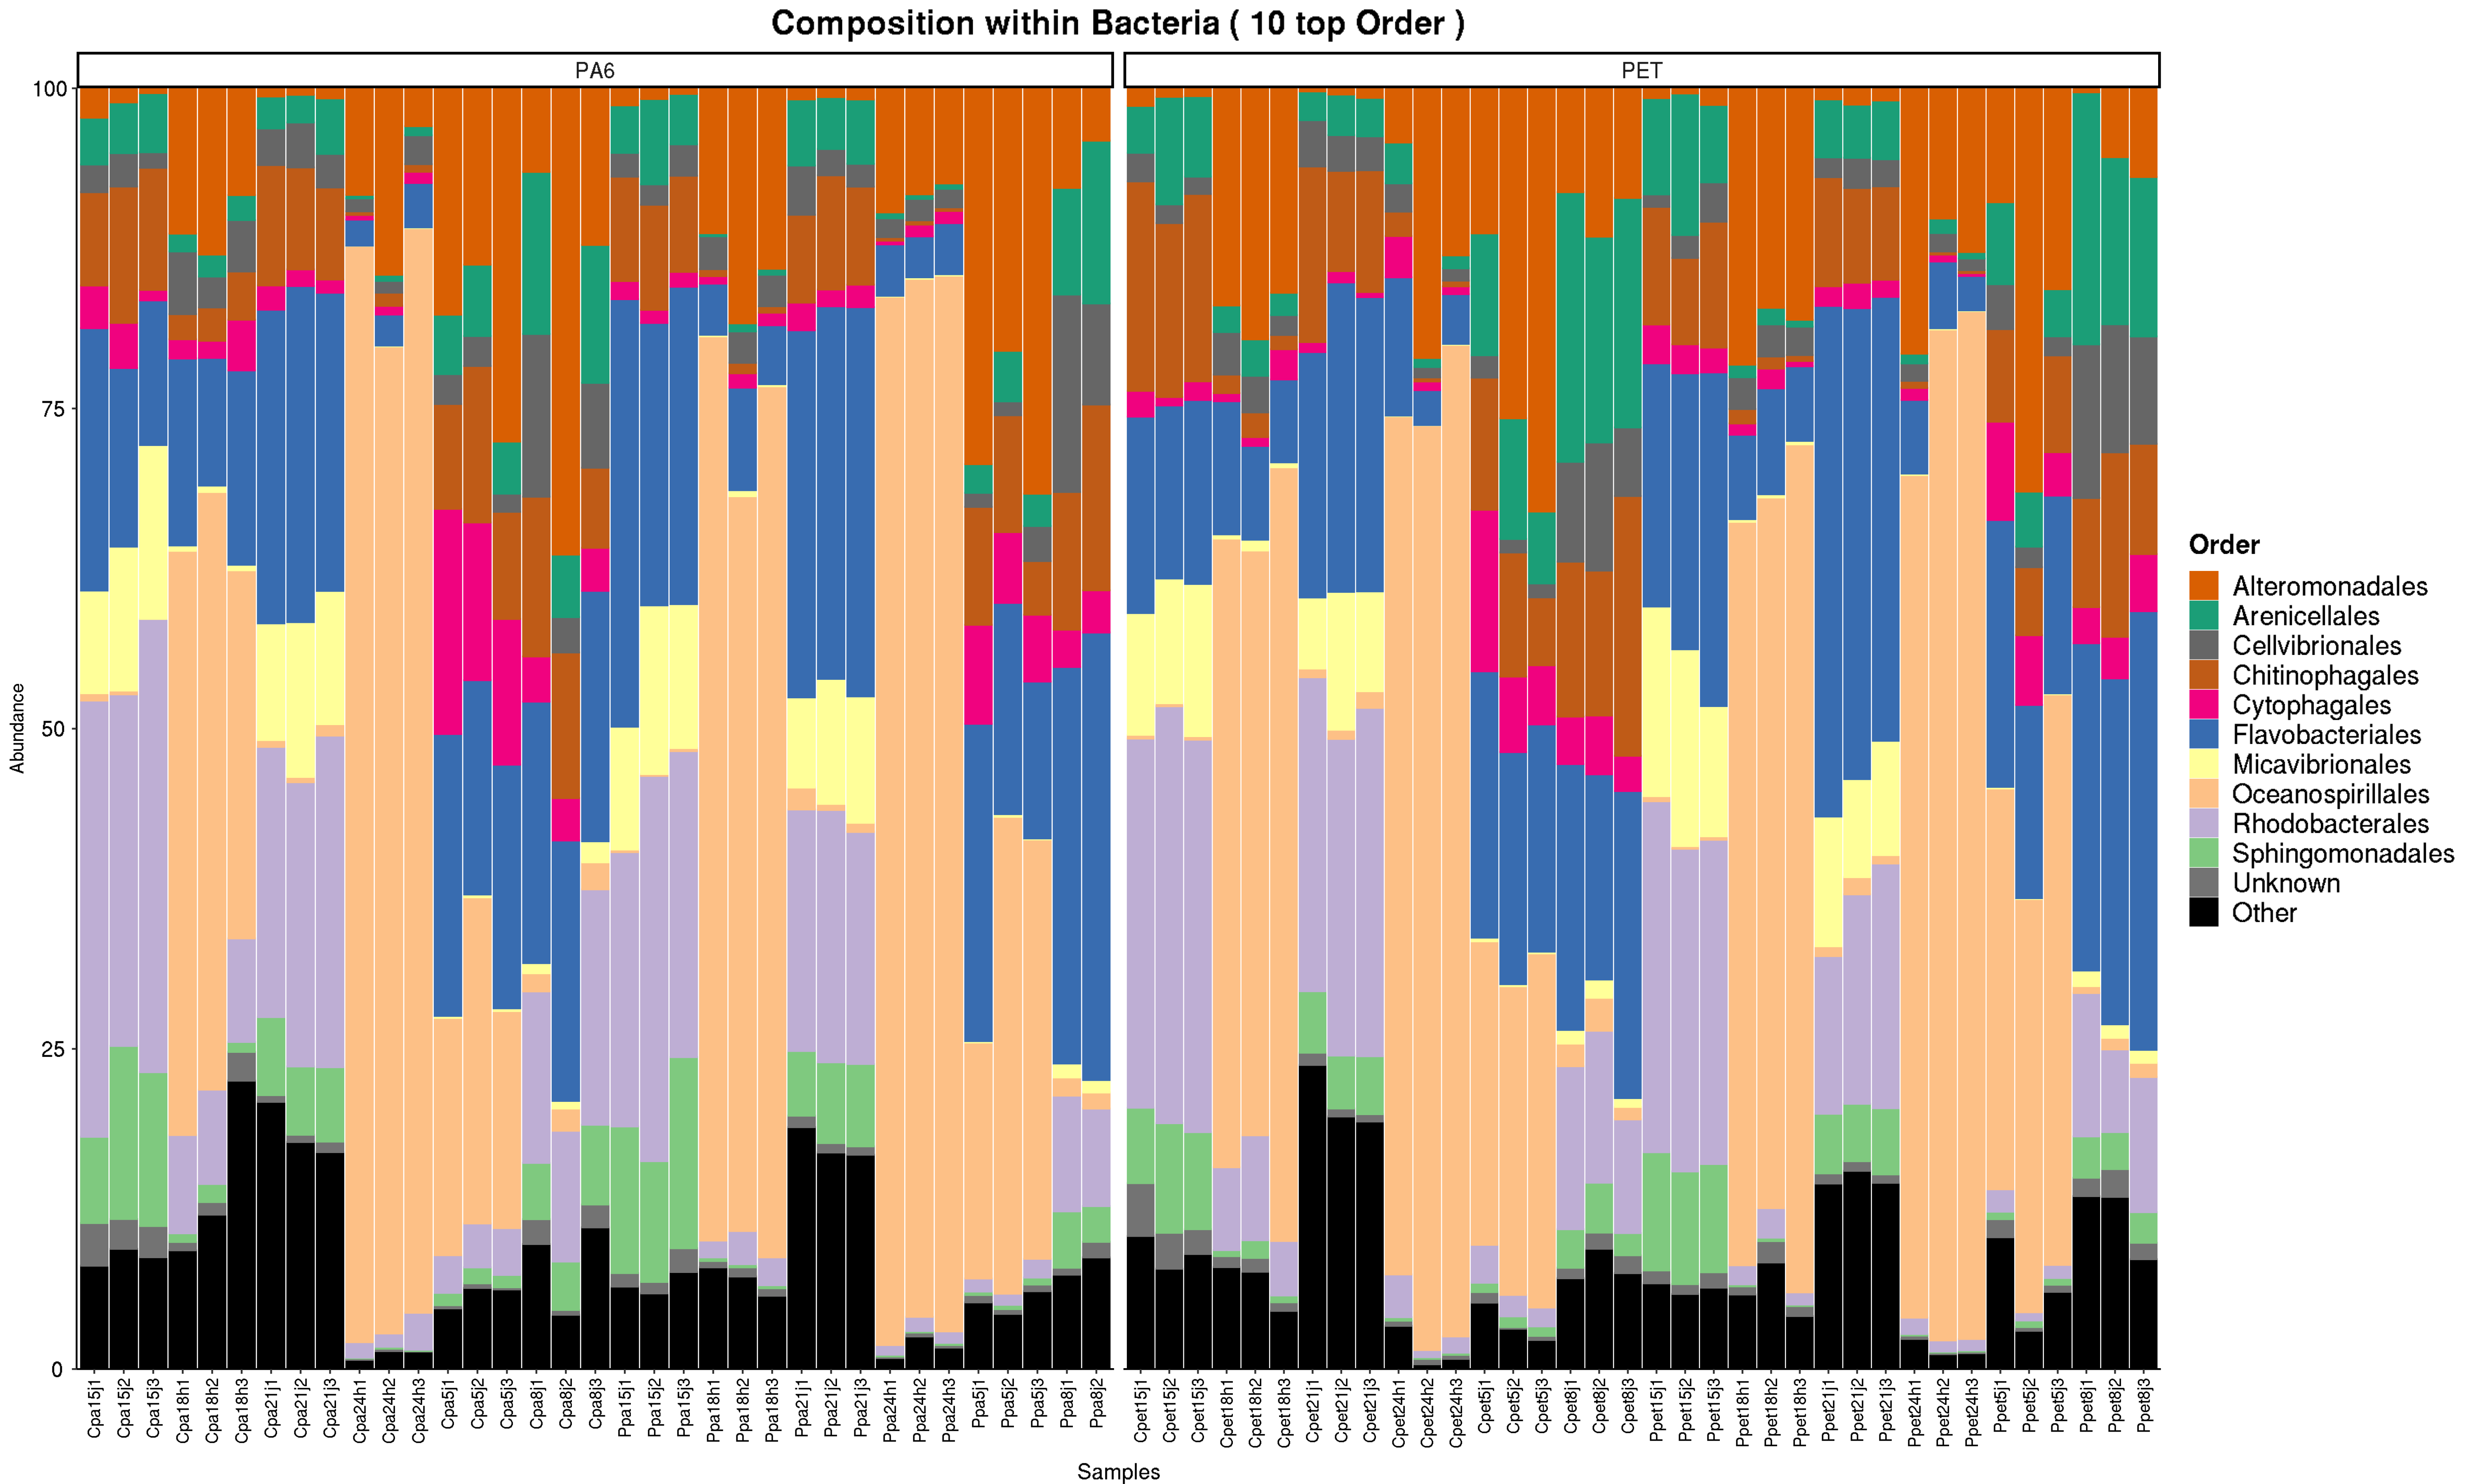 Composition within Bacteria ( 10 top Order )
PA6
PET
100
75
50
25
0
Abundance
Cpa15j1
Cpa15j2
Cpa15j3
Cpa18h1
Cpa18h2
Cpa18h3
Cpa21j1
Cpa21j2
Cpa21j3
Cpa24h1
Cpa24h2
Cpa24h3
Cpa5j1
Cpa5j2
Cpa5j3
Cpa8j1
Cpa8j2
Cpa8j3
Ppa15j1
Ppa15j2
Ppa15j3
Ppa18h1
Ppa18h2
Ppa18h3
Ppa21j1
Ppa21j2
Ppa21j3
Ppa24h1
Ppa24h2
Ppa24h3
Ppa5j1
Ppa5j2
Ppa5j3
Ppa8j1
Ppa8j2
Cpet15j1
Cpet15j2
Cpet15j3
Cpet18h1
Cpet18h2
Cpet18h3
Cpet21j1
Cpet21j2
Cpet21j3
Cpet24h1
Cpet24h2
Cpet24h3
Cpet5j1
Cpet5j2
Cpet5j3
Cpet8j1
Cpet8j2
Cpet8j3
Ppet15j1
Ppet15j2
Ppet15j3
Ppet18h1
Ppet18h2
Ppet18h3
Ppet21j1
Ppet21j2
Ppet21j3
Ppet24h1
Ppet24h2
Ppet24h3
Ppet5j1
Ppet5j2
Ppet5j3
Ppet8j1
Ppet8j2
Ppet8j3
Samples
Order
Alteromonadales
Arenicellales
Cellvibrionales
Chitinophagales
Cytophagales
Flavobacteriales
Micavibrionales
Oceanospirillales
Rhodobacterales
Sphingomonadales
Unknown
Other